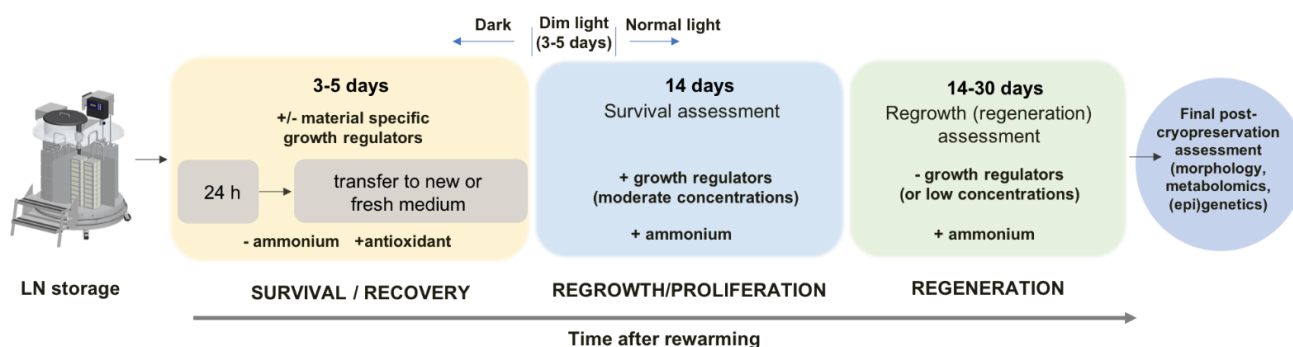 Dark
Dim light
(3-5 days)
Normal light
3-5 days
+/- material specific
growth regulators
24 h
transfer to new or
fresh medium
- ammonium +antioxidant
14 days
Survival assessment
+ growth regulators
(moderate concentrations)
+ ammonium
14-30 days
Regrowth (regeneration)
assessment
- growth regulators
(or low concentrations)
+ ammonium
Final post-
cryopreservation
assessment
(morphology,
metabolomics,
(epi)genetics)
LN storage
SURVIVAL / RECOVERY
REGROWTH/PROLIFERATION
REGENERATION
Time after rewarming